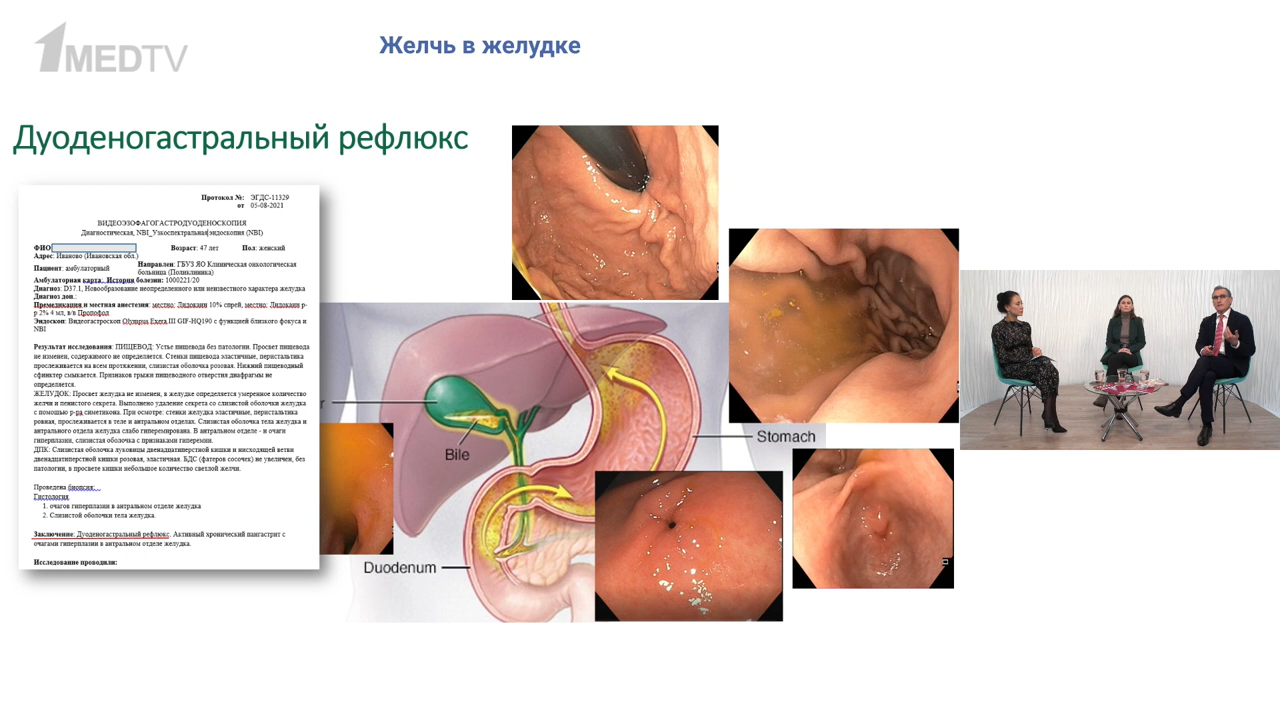 1MEDTV
Желчь в желудке
Дуоденогастральный рефлюкс
Протокол №: ЭГДС-11329
от 05-08-2021
ВИДЕОЭЗОФАГОГАСТРОДУОДЕНОСКОПИЯ
Диагностическая, NBI_Узкоспектральная эндоскопия (NBI)
ФИО
Возраст: 47 лет Пол: женский
Адрес: Иваново (Ивановская обл.)
Пациент: амбулаторный
Направлен: ГБУЗ ЯО Клиническая онкологическая
больница (Поликлиника)
Амбулаторная карта. Истории болезни: 1000221/20
Диагноз: D37.1, Новообразование неопределенного или неизвестного характера желудка
Диагноз доп.:
Премедикация и местная анестезия: местно: Лидокаин 10% спрей, местно: Лидокаин р-
р 2% 4 мл, в/в Пропофол
Эндоскоп: Видеогастроскоп Olympus Exera III GIF-HQ190 с функцией близкого фокуса и
NBI
Результат исследования: ПИЩЕВОД: Устье пищевода без патологии. Просвет пищевода
не изменен, содержимого не определяется. Стенки пищевода эластичные, перистальтика
прослеживается на всем протяжении, слизистая оболочка розовая. Нижний пищеводный
сфинктер смыкается. Признаков грыжи пищеводного отверстия диафрагмы не
определяется.
ЖЕЛУДОК: Просвет желудка не изменен, в желудке определяется умеренное количество
желчи и пенистого секрета. Выполнено удаление секрета со слизистой оболочки желудка
с помощью р-ра симетикона. При осмотре: стенки желудка эластичные, перистальтика
ровная, прослеживается в теле и антральном отделах. Слизистая оболочка тела желудка и
антрального отдела желудка слабо гиперемирована. В антральном отделе - и очаги
гиперплазии, слизистая оболочка с признаками гиперемии.
ДПК: Слизистая оболочка луковицы двенадцатиперстной кишки и нисходящей ветви
двенадцатиперстной кишки розовая, эластичная. БДС (фатеров сосочек) не увеличен, без
патологии, в просвете кишки небольшое количество светлой желчи.
Проведена биопсия:
Гистология
1. очагов гиперплазии в антральном отделе желудка
2. Слизистой оболочки тела желудка.
Заключение: Дуоденогастральный рефлюкс. Активный хронический пангастрит с
очагами гиперплазии в антральном отделе желудка.
Исследование проводили:
r
Bile
Stomach
Duodenum